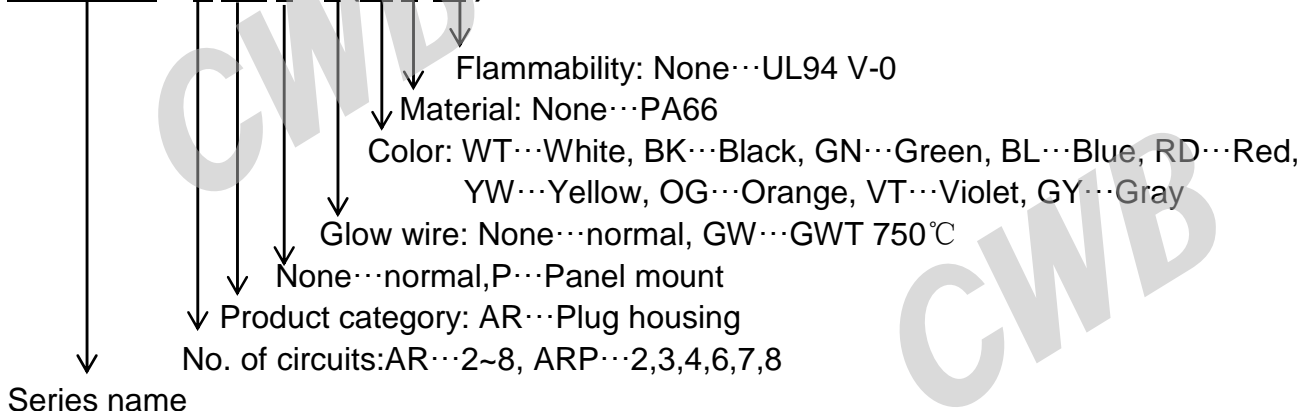 Flammability: None···UL94 V-0
Material: None···PA66
Color: WT···White, BK···Black, GN···Green, BL···Blue, RD···Red,
YW···Yellow, OG···Orange, VT···Violet, GY···Gray
Glow wire: None···normal, GW···GWT 750℃
None···normal,P···Panel mount
Product category: AR···Plug housing
No. of circuits:AR···2~8, ARP···2,3,4,6,7,8
Series name
CWB
CWB